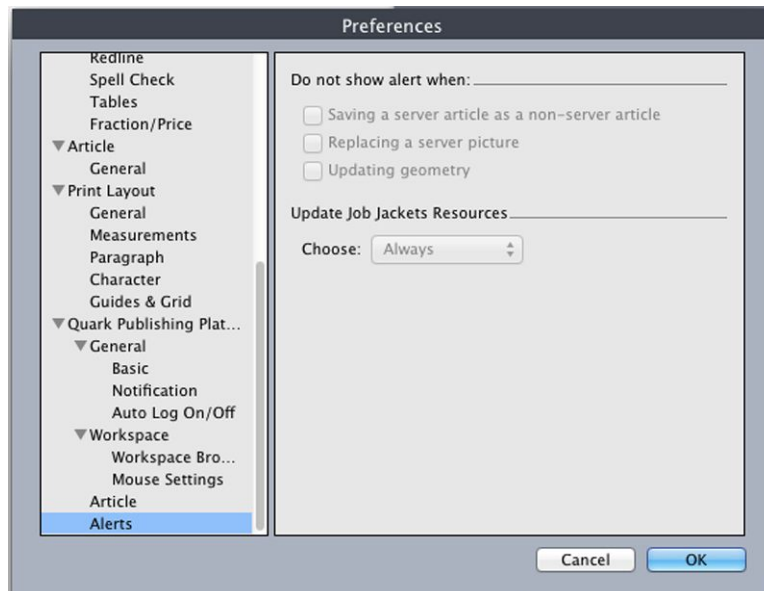 Preferences
Redline
Spell Check
Tables
Fraction/Price
Article
General
Print Layout
General
Measurements
Paragraph
Character
Guides & Grid
Quark Publishing Plat...
General
Basic
Notification
Auto Log On/Off
Workspace
Workspace Bro...
Mouse Settings
Article
Alerts
Do not show alert when:
Saving a server article as a non-server article
Replacing a server picture
Updating geometry
Update Job Jackets Resources
Choose: Always
Cancel OK